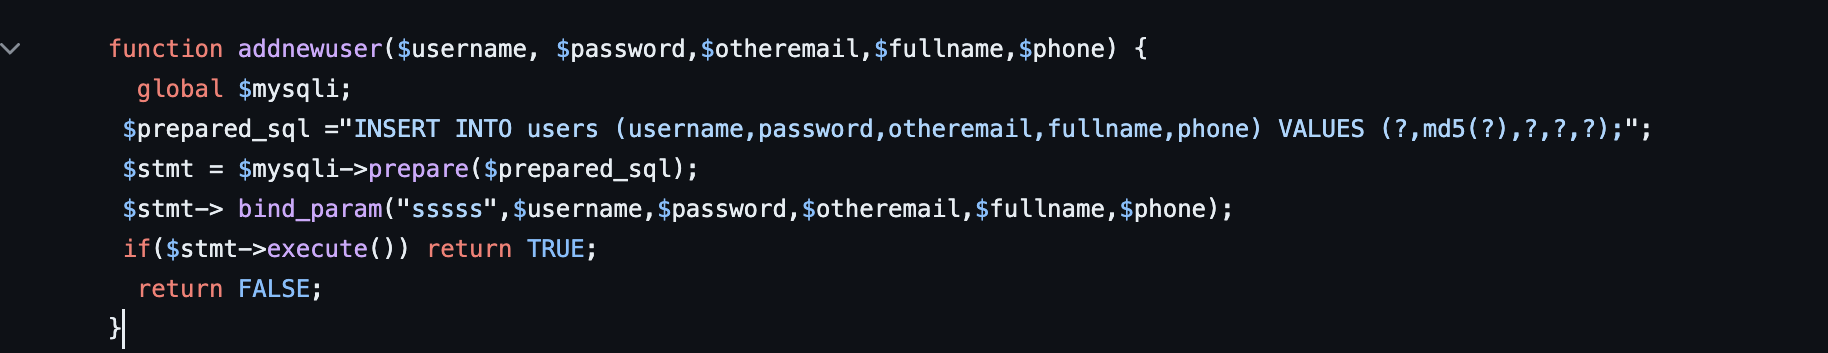 function addnewuser($username, $password,$otheremail,$fullname,$phone) {
global $mysqli;
$prepared_sql ="INSERT INTO users (username,password,otheremail,fullname,phone) VALUES (?,md5(?),?,?,?);";
$stmt = $mysqli->prepare($prepared_sql);
$stmt-> bind_param("sssss",$username,$password,$otheremail,$fullname,$phone);
if($stmt->execute()) return TRUE;
return FALSE;
}